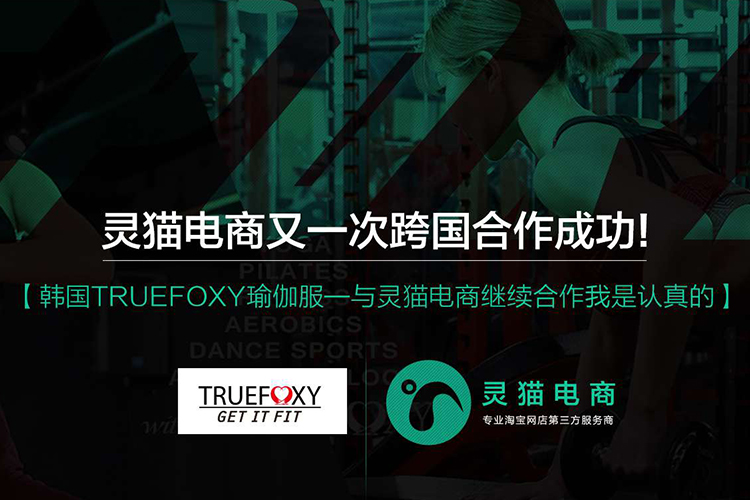 灵猫电商又一次跨国合作成功!
YOGA
PILATES
【韩国TRUEFOXY瑜伽服—与灵猫电商继续合作我是认真的】
AEROBICS
DANCE SPORTS
TRUEFOXY
GET IT FIT
灵猫电商
专业淘宝网店第三方服务商